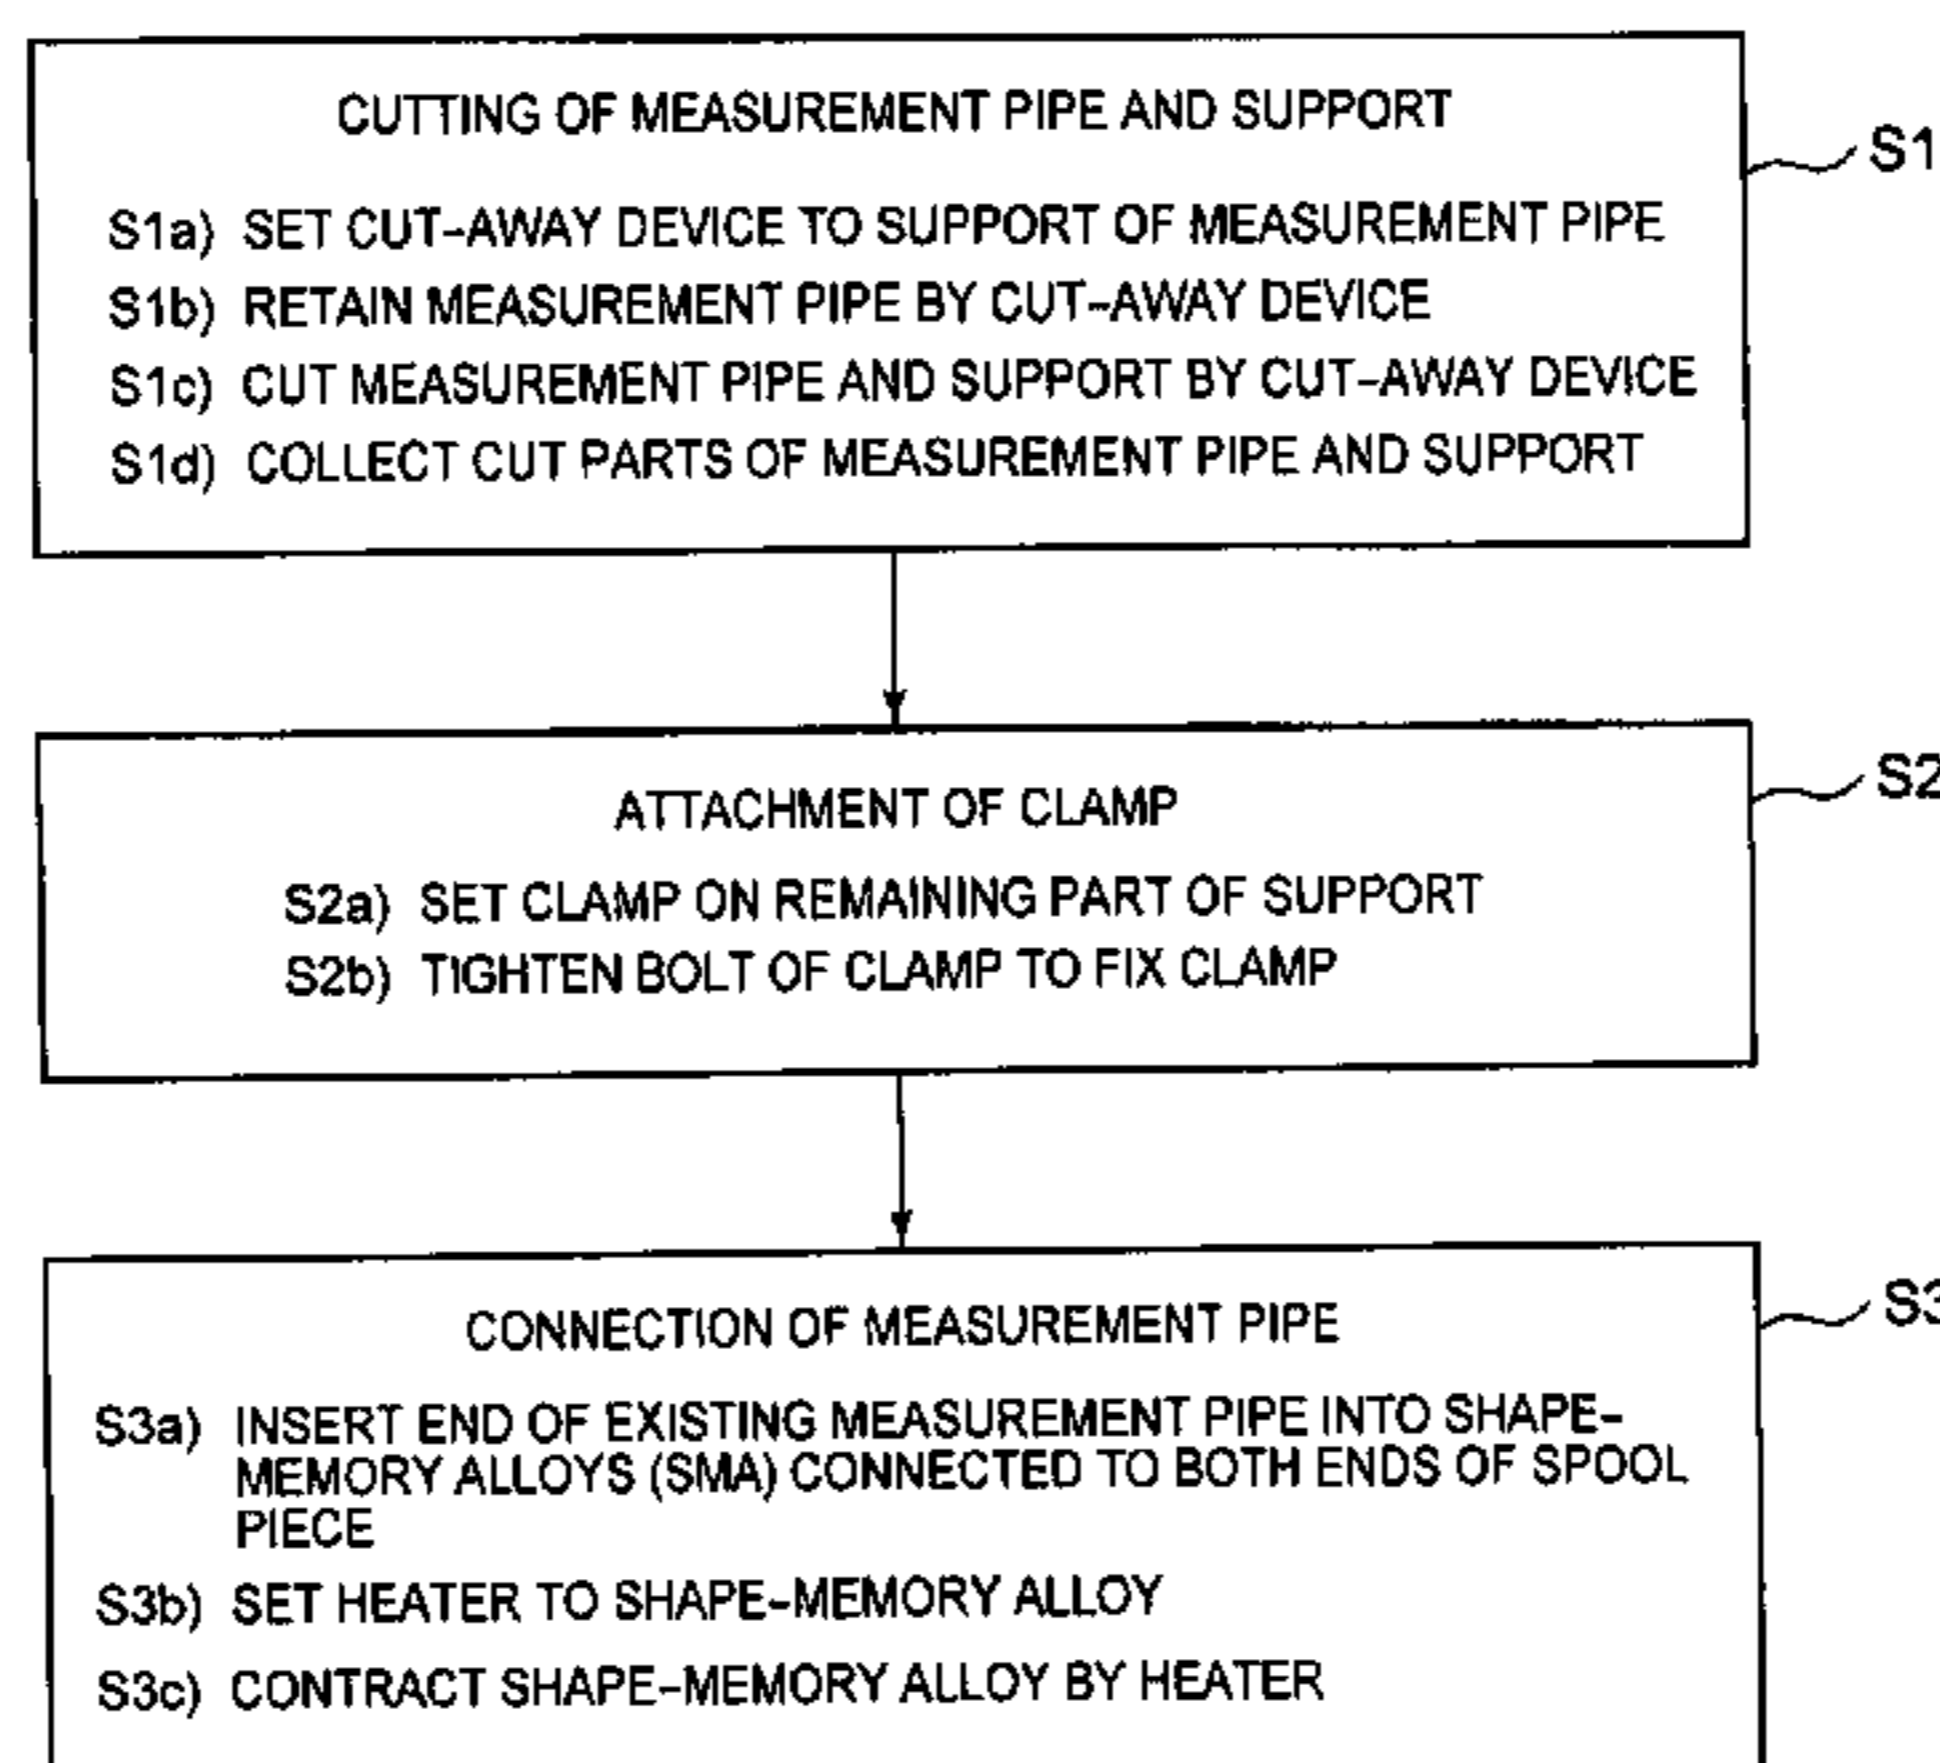 CUTTING OF MEASUREMENT PIPE AND SUPPORT
S1
S1a) SET CUT-AWAY DEVICE TO SUPPORT OF MEASUREMENT PIPE
S1b) RETAIN MEASUREMENT PIPE BY CUT-AWAY DEVICE
S1c) CUT MEASUREMENT PIPE AND SUPPORT BY CUT-AWAY DEVICE
S1d) COLLECT CUT PARTS OF MEASUREMENT PIPE AND SUPPORT
S2
ATTACHMENT OF CLAMP
S2a) SET CLAMP ON REMAINING PART OF SUPPORT
S2b) TIGHTEN BOLT OF CLAMP TO FIX CLAMP
S3
CONNECTION OF MEASUREMENT PIPE
S3a) INSERT END OF EXISTING MEASUREMENT PIPE INTO SHAPE-
MEMORY ALLOYS (SMA) CONNECTED TO BOTH ENDS OF SPOOL
PIECE
S3b) SET HEATER TO SHAPE-MEMORY ALLOY
S3c) CONTRACT SHAPE-MEMORY ALLOY BY HEATER